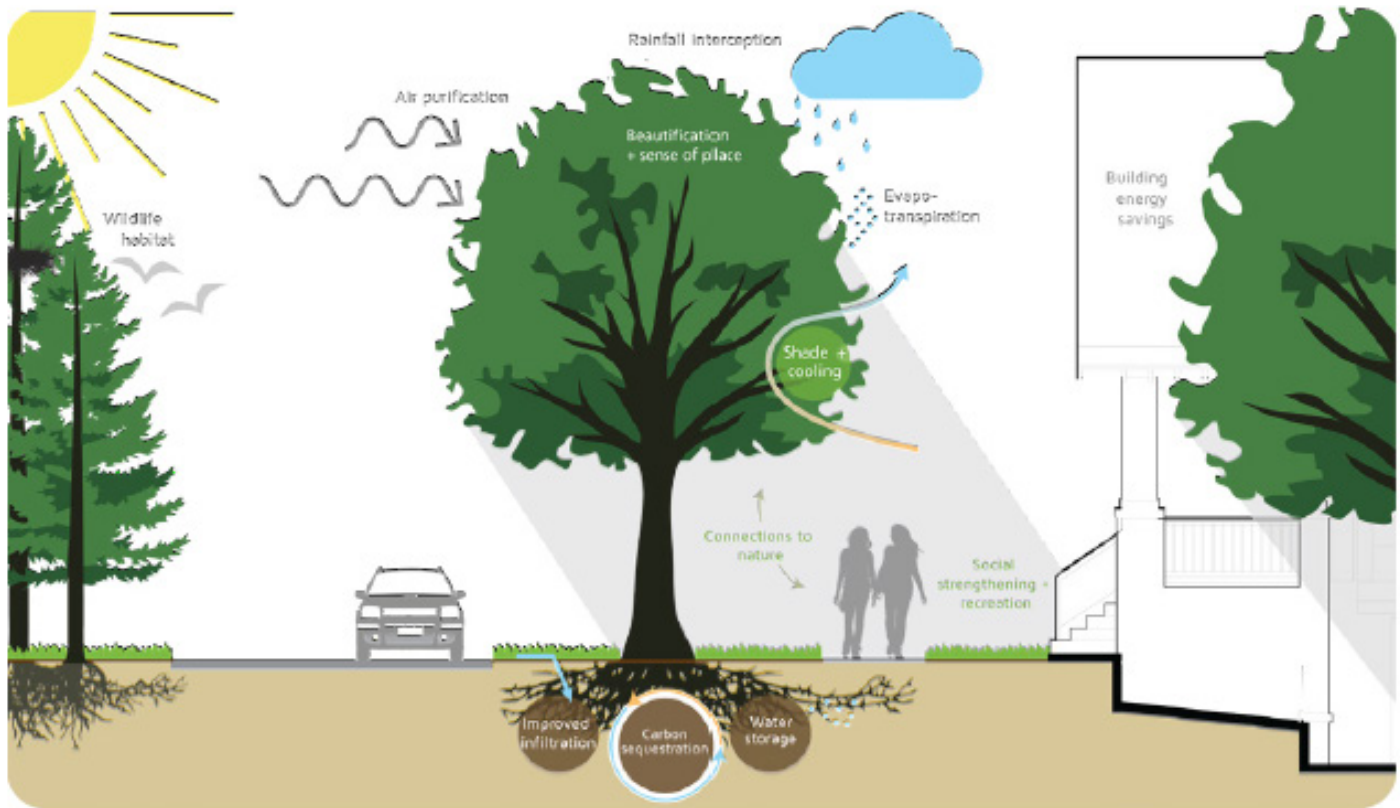 Rainfall interception
Air purification
Beautification
+ sense of pllace
Evapo-
transpiration
Building
energy
savings
Wildlife
habitat
Shade +
cooling
Connections to
nature
Social
strengthening +
recreation
Improved
infiltration
Carbon
sequestration
Water
storage